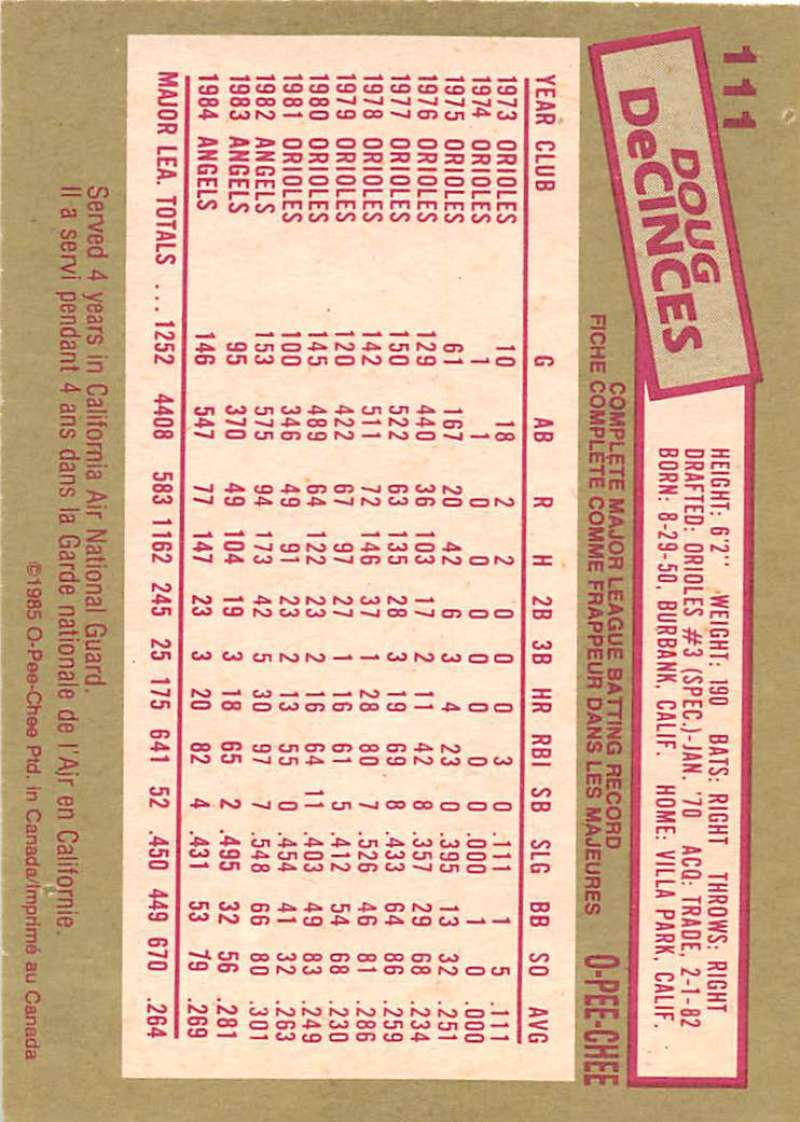 111
DOUG
DeCINCES
HEIGHT: 6'2" WEIGHT: 190 BATS: RIGHT THROWS: RIGHT
DRAFTED: ORIOLES #3 (SPEC.)-JAN. '70 ACQ: TRADE, 2-1-82
BORN: 8-29-50, BURBANK, CALIF. HOME: VILLA PARK, CALIF.
COMPLETE MAJOR LEAGUE BATTING RECORD
FICHE COMPLÈTE COMME FRAPPEUR DANS LES MAJEURES O-PEE-CHEE
YEAR CLUB G AB R H 2B 3B HR RBI SB SLG BB SO AVG
1973 ORIOLES 10 18 2 2 0 0 0 3 0 .111 1 5 .111
1974 ORIOLES 1 1 0 0 0 0 0 0 0 .000 1 0 .000
1975 ORIOLES 61 167 20 42 6 3 4 23 0 .395 13 32 .251
1976 ORIOLES 129 440 36 103 17 2 11 42 8 .357 29 68 .234
1977 ORIOLES 150 522 63 135 28 3 19 69 8 .433 64 86 .259
1978 ORIOLES 142 511 72 146 37 1 28 80 7 .526 46 81 .286
1979 ORIOLES 120 422 67 97 27 1 16 61 5 .412 54 68 .230
1980 ORIOLES 145 489 64 122 23 2 16 64 11 .403 49 83 .249
1981 ORIOLES 100 346 49 91 23 2 13 55 0 .454 41 32 .263
1982 ANGELS 153 575 94 173 42 5 30 97 7 .548 66 80 .301
1983 ANGELS 95 370 49 104 19 3 18 65 2 .495 32 56 .281
1984 ANGELS 146 547 77 147 23 3 20 82 4 .431 53 79 .269
MAJOR LEA. TOTALS ... 1252 4408 583 1162 245 25 175 641 52 .450 449 670 .264
Served 4 years in California Air National Guard.
Il a servi pendant 4 ans dans la Garde nationale de l'Air en Californie.
©1985 O-Pee-Chee Ptd. in Canada/Imprimé au Canada